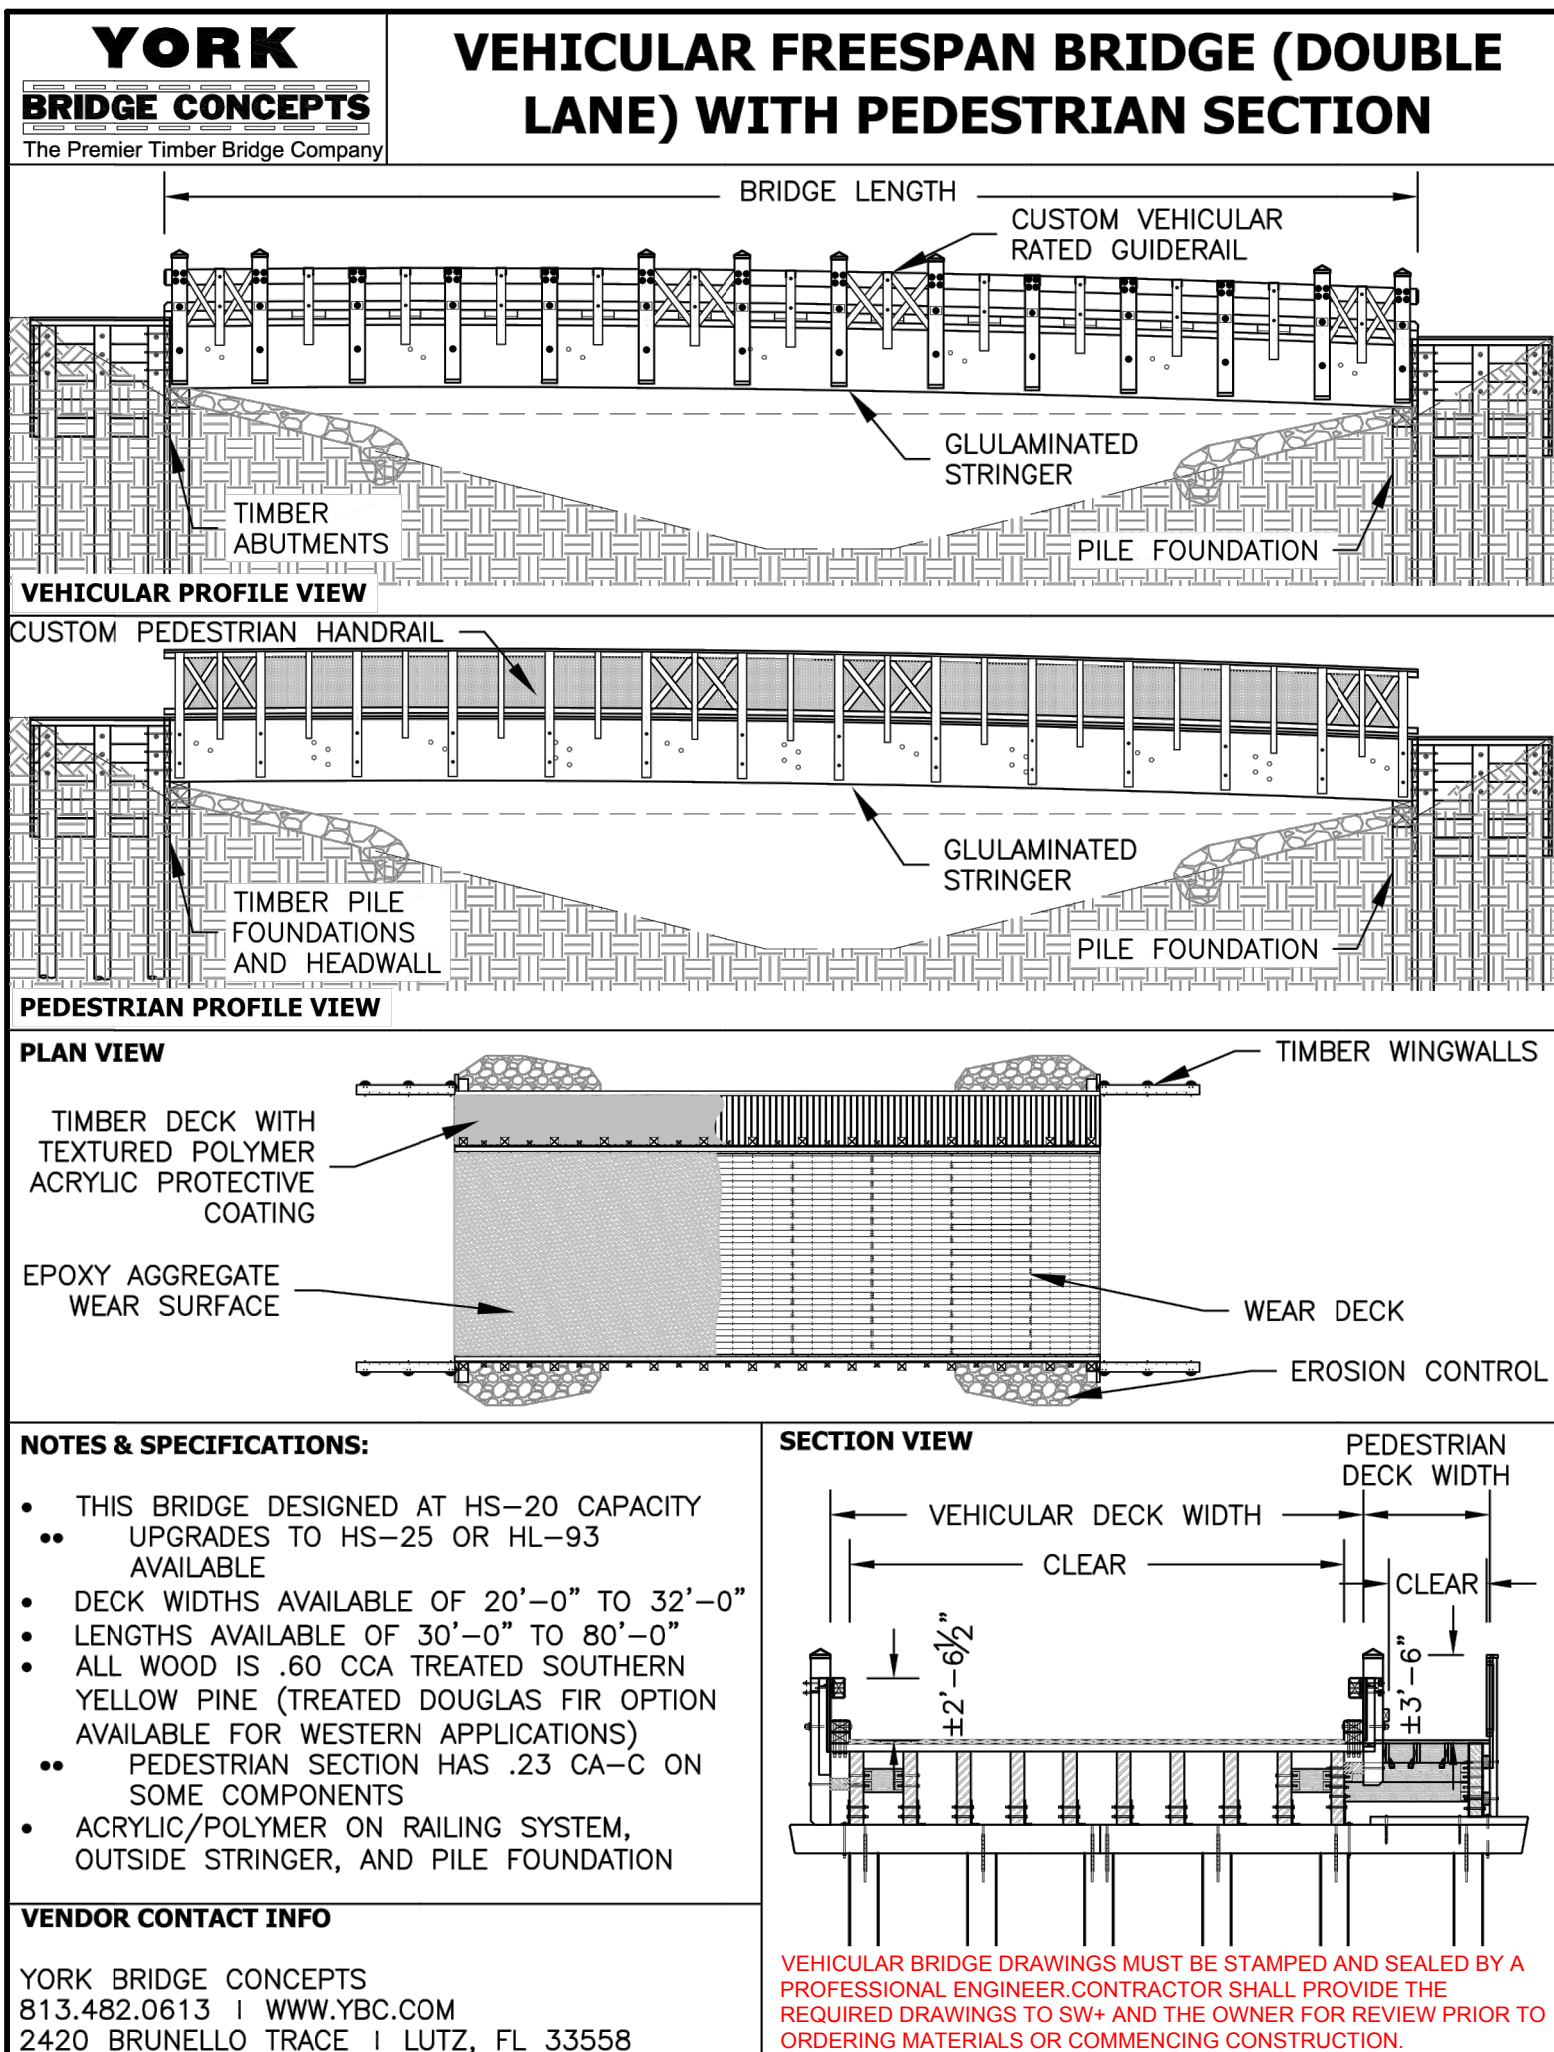 YORK
BRIDGE CONCEPTS
The Premier Timber Bridge Company
VEHICULAR FREESPAN BRIDGE (DOUBLE
LANE) WITH PEDESTRIAN SECTION
BRIDGE LENGTH
CUSTOM VEHICULAR
RATED GUIDERAIL
GLULAMINATED
STRINGER
TIMBER
ABUTMENTS
PILE FOUNDATION
VEHICULAR PROFILE VIEW
CUSTOM PEDESTRIAN HANDRAIL
GLULAMINATED
STRINGER
TIMBER PILE
FOUNDATIONS
AND HEADWALL
PILE FOUNDATION
PEDESTRIAN PROFILE VIEW
PLAN VIEW
TIMBER WINGWALLS
TIMBER DECK WITH
TEXTURED POLYMER
ACRYLIC PROTECTIVE
COATING
EPOXY AGGREGATE
WEAR SURFACE
WEAR DECK
EROSION CONTROL
NOTES & SPECIFICATIONS:
• THIS BRIDGE DESIGNED AT HS-20 CAPACITY
•• UPGRADES TO HS-25 OR HL-93
AVAILABLE
• DECK WIDTHS AVAILABLE OF 20'-0" TO 32'-0"
• LENGTHS AVAILABLE OF 30'-0" TO 80'-0"
• ALL WOOD IS .60 CCA TREATED SOUTHERN
YELLOW PINE (TREATED DOUGLAS FIR OPTION
AVAILABLE FOR WESTERN APPLICATIONS)
•• PEDESTRIAN SECTION HAS .23 CA-C ON
SOME COMPONENTS
• ACRYLIC/POLYMER ON RAILING SYSTEM,
OUTSIDE STRINGER, AND PILE FOUNDATION
VENDOR CONTACT INFO
YORK BRIDGE CONCEPTS
813.482.0613 | WWW.YBC.COM
2420 BRUNELLO TRACE | LUTZ, FL 33558
SECTION VIEW
PEDESTRIAN
DECK WIDTH
VEHICULAR DECK WIDTH
CLEAR
CLEAR
±2'-6½"
±3'-6"
VEHICULAR BRIDGE DRAWINGS MUST BE STAMPED AND SEALED BY A
PROFESSIONAL ENGINEER.CONTRACTOR SHALL PROVIDE THE
REQUIRED DRAWINGS TO SW+ AND THE OWNER FOR REVIEW PRIOR TO
ORDERING MATERIALS OR COMMENCING CONSTRUCTION.